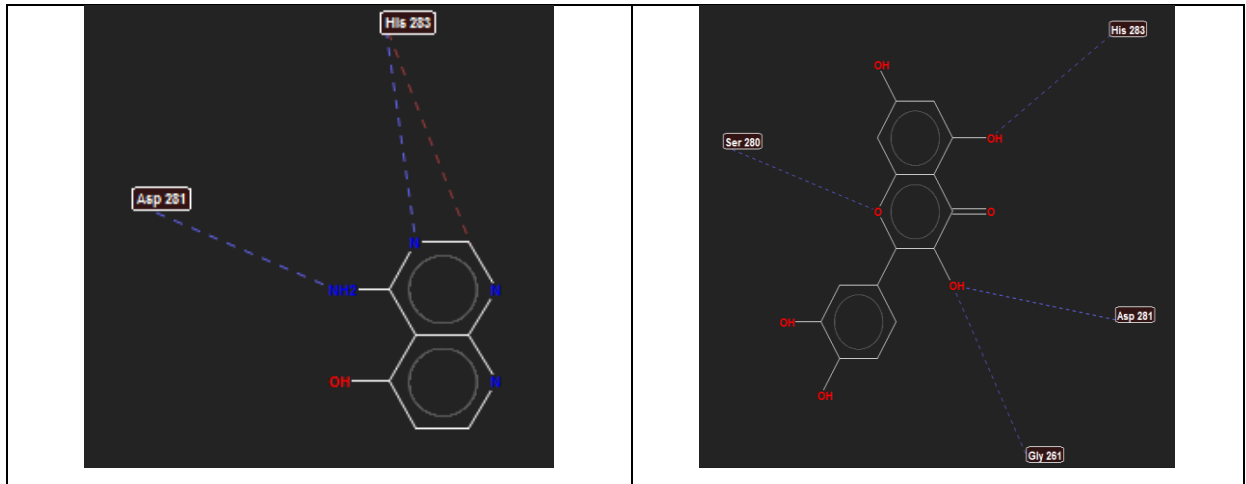 His 283
Asp 281
N
NH2
N
OH
N
His 283
OH
Ser 280
OH
O
O
OH
Asp 281
OH
OH
Gly 261